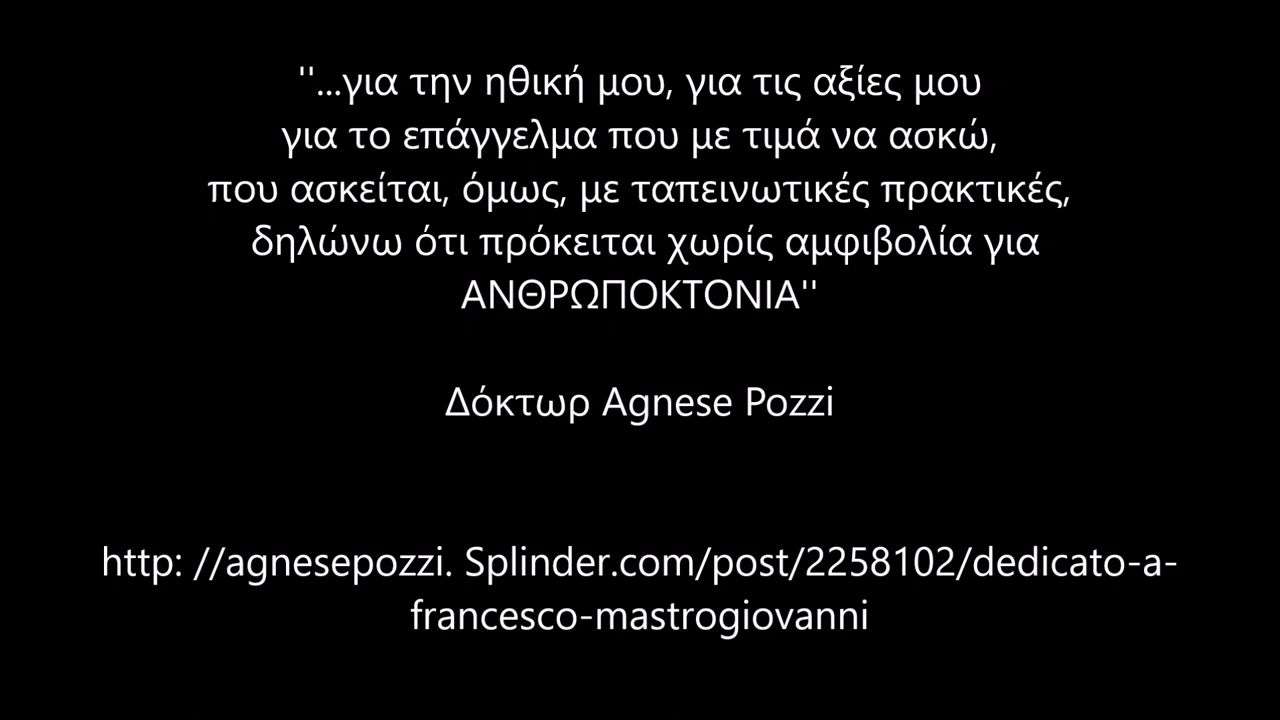 ''...για την ηθική μου, για τις αξίες μου
για το επάγγελμα που με τιμά να ασκώ,
που ασκείται, όμως, με ταπεινωτικές πρακτικές,
δηλώνω ότι πρόκειται χωρίς αμφιβολία για
ΑΝΘΡΩΠΟΚΤΟΝΙΑ''
Δόκτωρ Agnese Pozzi
http: //agnesepozzi. Splinder.com/post/2258102/dedicato-a-
francesco-mastrogiovanni